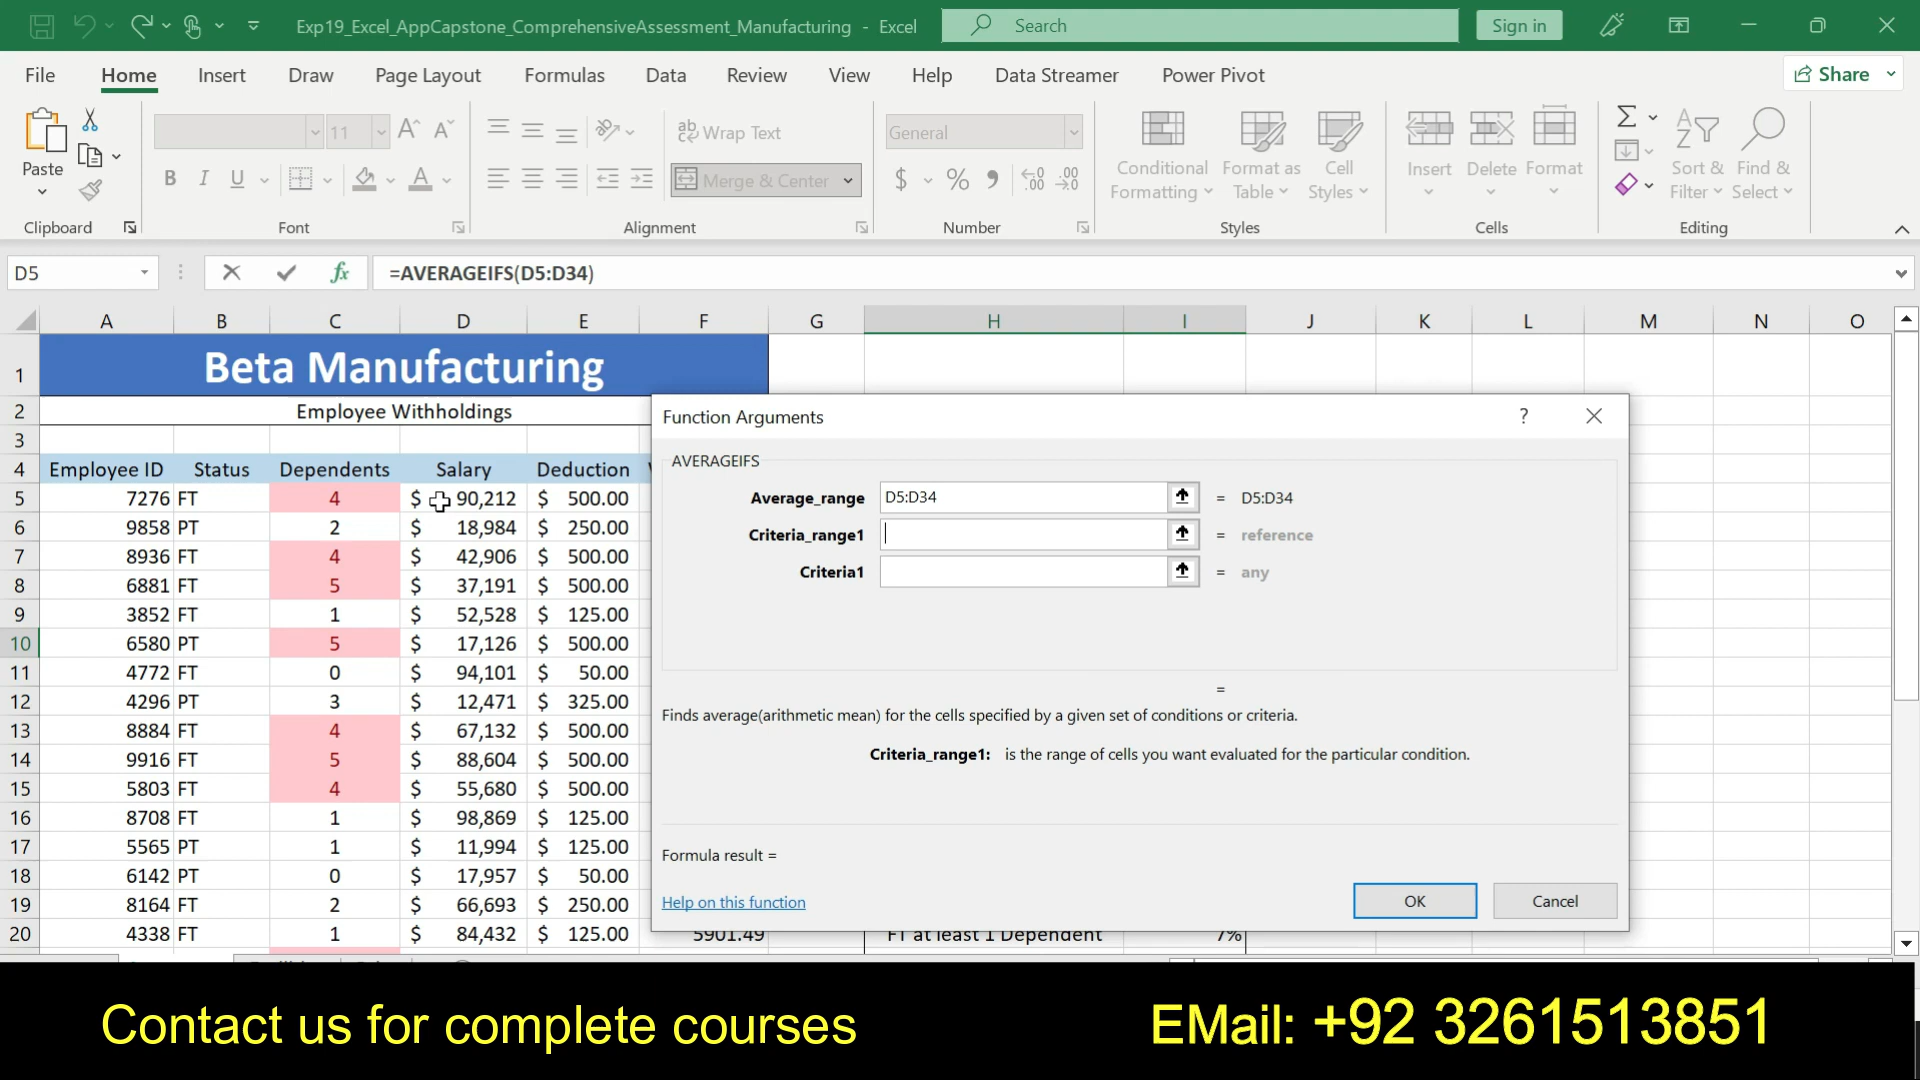 Exp19_Excel_AppCapstone_ComprehensiveAssessment_Manufacturing - Excel
Search
Sign in
File Home Insert Draw Page Layout Formulas Data Review View Help Data Streamer Power Pivot
Share
Paste
11
B I U
ab Wrap Text
Merge & Center
General
$ % 9
Conditional Formatting
Format as Table
Cell Styles
Insert Delete Format
Sort & Filter
Find & Select
Clipboard Font Alignment Number Styles Cells Editing
D5
fx
=AVERAGEIFS(D5:D34)
A B C D E F G H I J K L M N O
1 Beta Manufacturing
2 Employee Withholdings
3
4 Employee ID Status Dependents Salary Deduction
5 7276 FT 4 $ 90,212 $ 500.00
6 9858 PT 2 $ 18,984 $ 250.00
7 8936 FT 4 $ 42,906 $ 500.00
8 6881 FT 5 $ 37,191 $ 500.00
9 3852 FT 1 $ 52,528 $ 125.00
10 6580 PT 5 $ 17,126 $ 500.00
11 4772 FT 0 $ 94,101 $ 50.00
12 4296 PT 3 $ 12,471 $ 325.00
13 8884 FT 4 $ 67,132 $ 500.00
14 9916 FT 5 $ 88,604 $ 500.00
15 5803 FT 4 $ 55,680 $ 500.00
16 8708 FT 1 $ 98,869 $ 125.00
17 5565 PT 1 $ 11,994 $ 125.00
18 6142 PT 0 $ 17,957 $ 50.00
19 8164 FT 2 $ 66,693 $ 250.00
20 4338 FT 1 $ 84,432 $ 125.00 5901.49 FT at least 1 Dependent 7%
Function Arguments ?
AVERAGEIFS
Average_range D5:D34 = D5:D34
Criteria_range1 = reference
Criteria1 = any
=
Finds average(arithmetic mean) for the cells specified by a given set of conditions or criteria.
Criteria_range1: is the range of cells you want evaluated for the particular condition.
Formula result =
Help on this function
OK Cancel
Contact us for complete courses
EMail: +92 3261513851